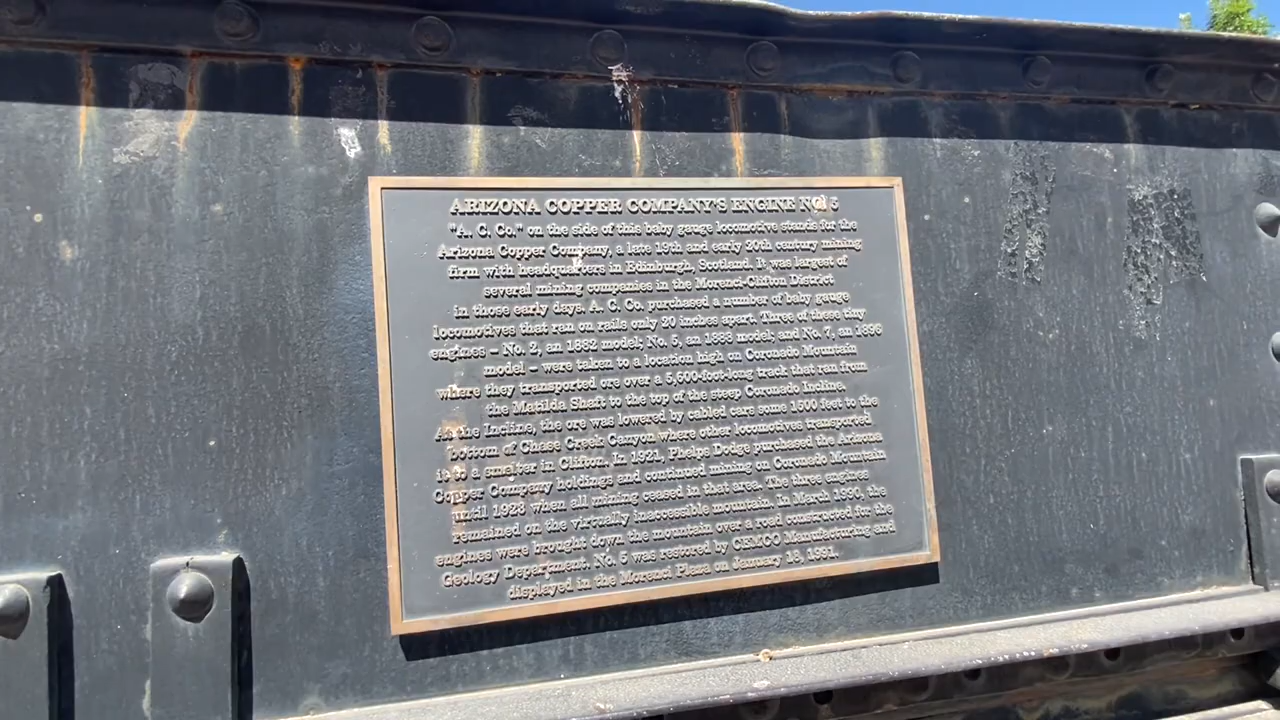 ARIZONA COPPER COMPANY'S ENGINE NO. 5
"A. C. Co." on the side of this baby gauge locomotive stands for the
Arizona Copper Company, a late 19th and early 20th century mining
firm with headquarters in Edinburgh, Scotland. It was largest of
several mining companies in the Morenci-Clifton District
in those early days. A. C. Co. purchased a number of baby gauge
locomotives that ran on rails only 20 inches apart. Three of these tiny
engines – No. 2, an 1882 model; No. 5, an 1888 model; and No. 7, an 1896
model – were taken to a location high on Coronado Mountain
where they transported ore over a 5,600-foot-long track that ran from
the Matilda Shaft to the top of the steep Coronado Incline.
At the Incline, the ore was lowered by cabled cars some 1500 feet to the
bottom of Chase Creek Canyon where other locomotives transported
it to a smelter in Clifton. In 1921, Phelps Dodge purchased the Arizona
Copper Company holdings and continued mining on Coronado Mountain
until 1923 when all mining ceased in that area. The three engines
remained on the virtually inaccessible mountain. In March 1990, the
engines were brought down the mountain over a road constructed for the
Geology Department. No. 5 was restored by CEMCO Manufacturing and
displayed in the Morenci Plaza on January 18, 1991.